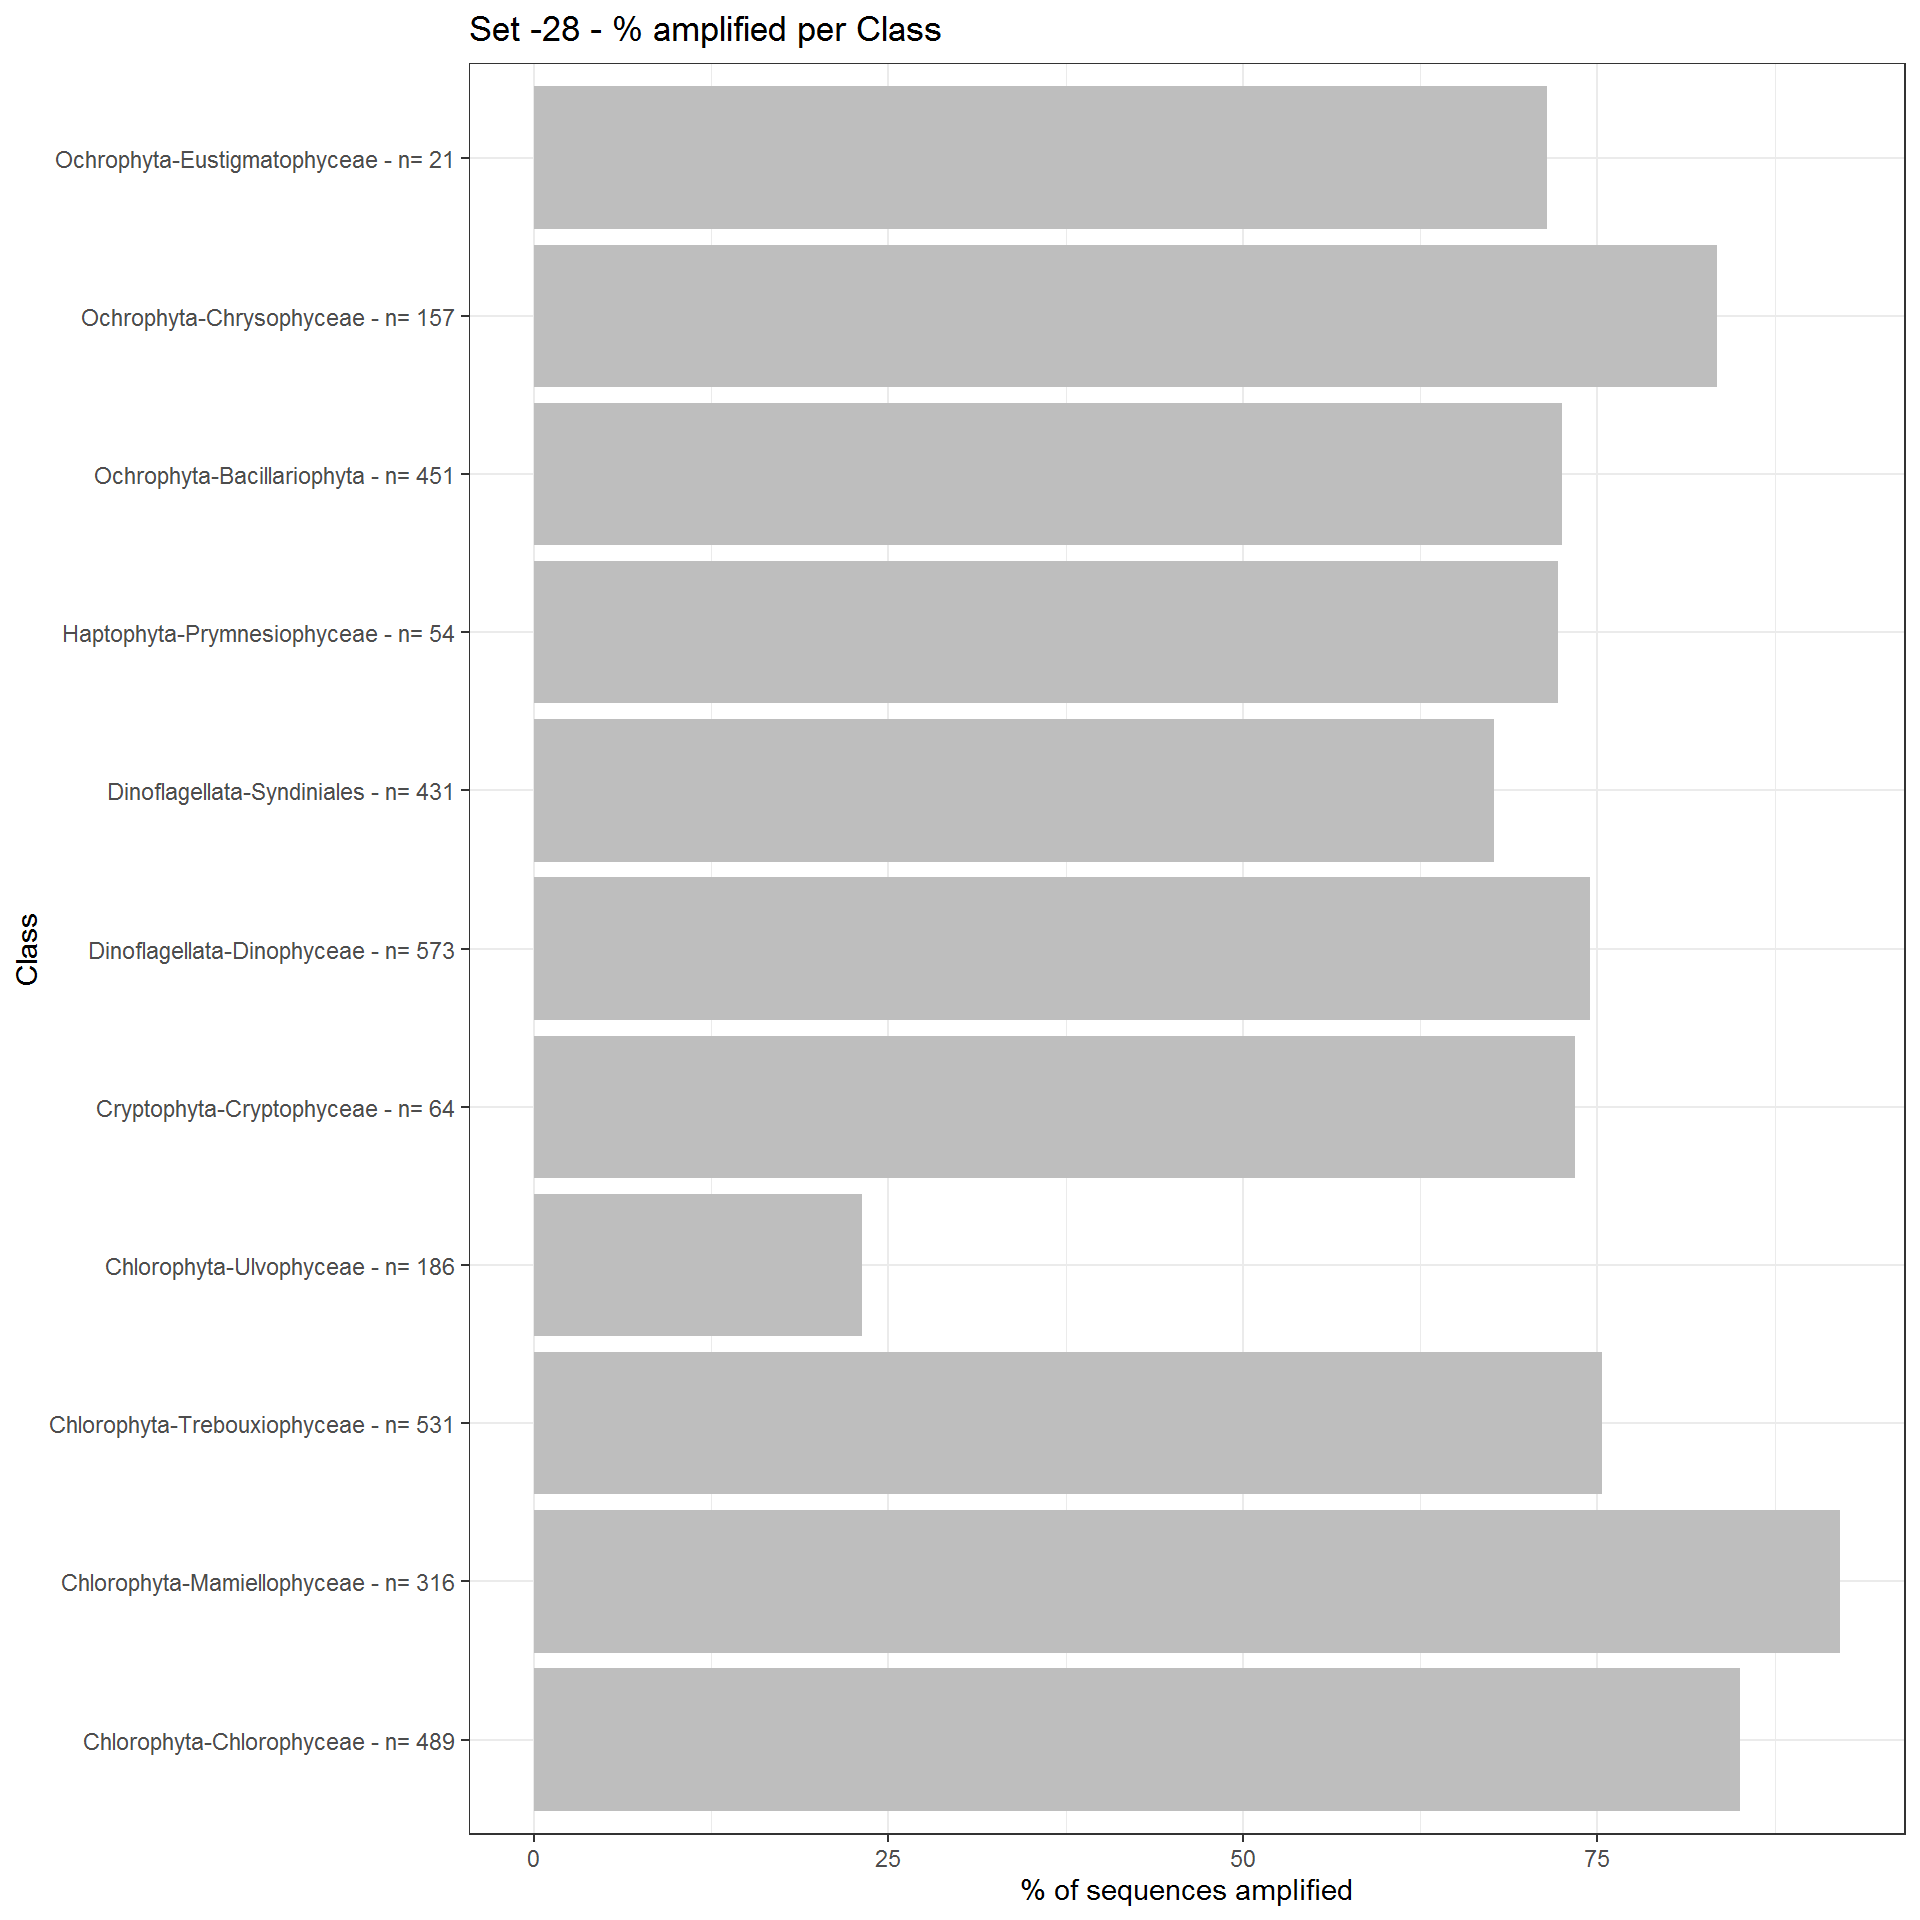 Set -28 - % amplified per Class
Ochrophyta-Eustigmatophyceae - n= 21
Ochrophyta-Chrysophyceae - n= 157
Ochrophyta-Bacillariophyta - n= 451
Haptophyta-Prymnesiophyceae - n= 54
Dinoflagellata-Syndiniales - n= 431
Dinoflagellata-Dinophyceae - n= 573
Cryptophyta-Cryptophyceae - n= 64
Chlorophyta-Ulvophyceae - n= 186
Chlorophyta-Trebouxiophyceae - n= 531
Chlorophyta-Mamiellophyceae - n= 316
Chlorophyta-Chlorophyceae - n= 489
Class
0 25 50 75
% of sequences amplified